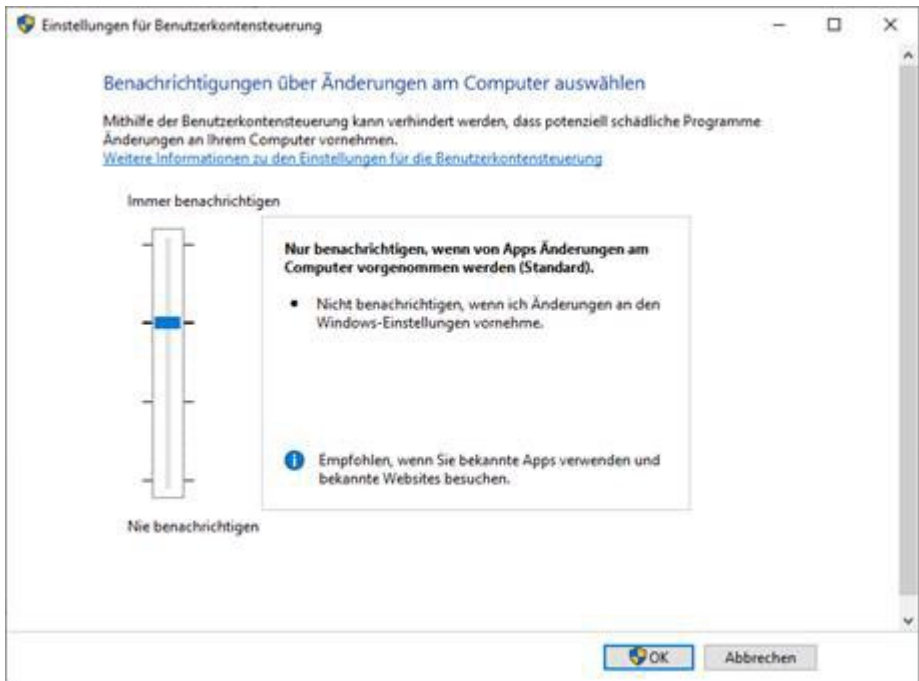 Einstellungen für Benutzerkontensteuerung
Benachrichtigungen über Änderungen am Computer auswählen
Mithilfe der Benutzerkontensteuerung kann verhindert werden, dass potenziell schädliche Programme
Änderungen an Ihrem Computer vornehmen.
Weitere Informationen zu den Einstellungen für die Benutzerkontensteuerung
Immer benachrichtigen
Nur benachrichtigen, wenn von Apps Änderungen am
Computer vorgenommen werden (Standard).
• Nicht benachrichtigen, wenn ich Änderungen an den
Windows-Einstellungen vornehme.
Empfohlen, wenn Sie bekannte Apps verwenden und
bekannte Websites besuchen.
Nie benachrichtigen
OK Abbrechen